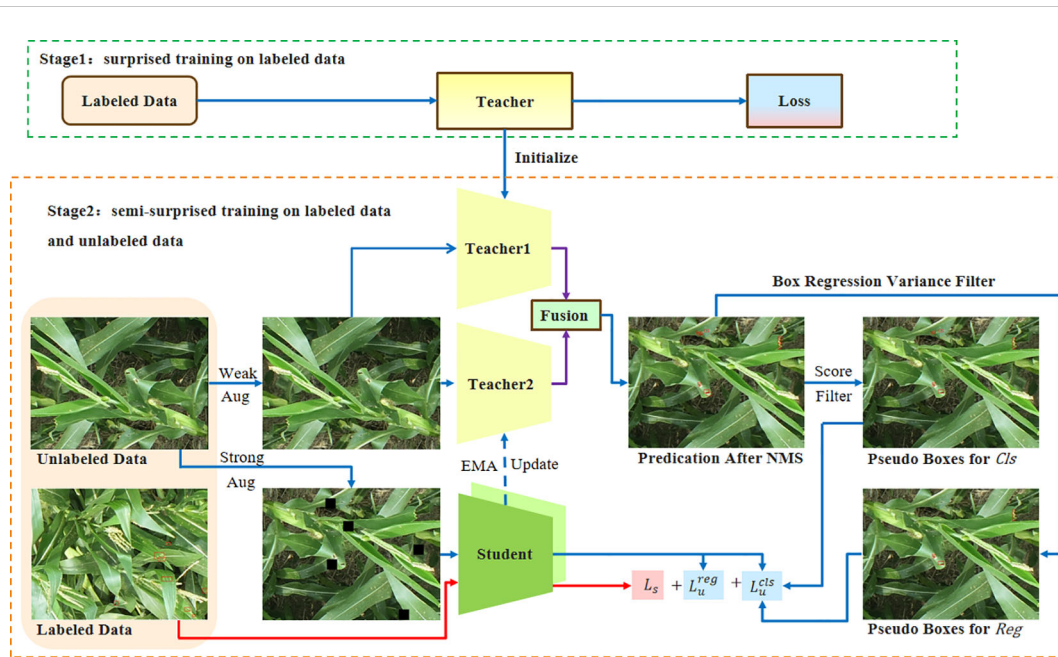 Stage1：surprised training on labeled data
Labeled Data
Teacher
Loss
Initialize
Stage2：semi-surprised training on labeled data
and unlabeled data
Teacher1
Box Regression Variance Filter
Fusion
Weak
Aug
Teacher2
Score
Filter
Unlabeled Data
Strong
Aug
EMA Update
Predication After NMS
Pseudo Boxes for Cls
Student
L_s + L_u^{reg} + L_u^{cls}
Labeled Data
Pseudo Boxes for Reg